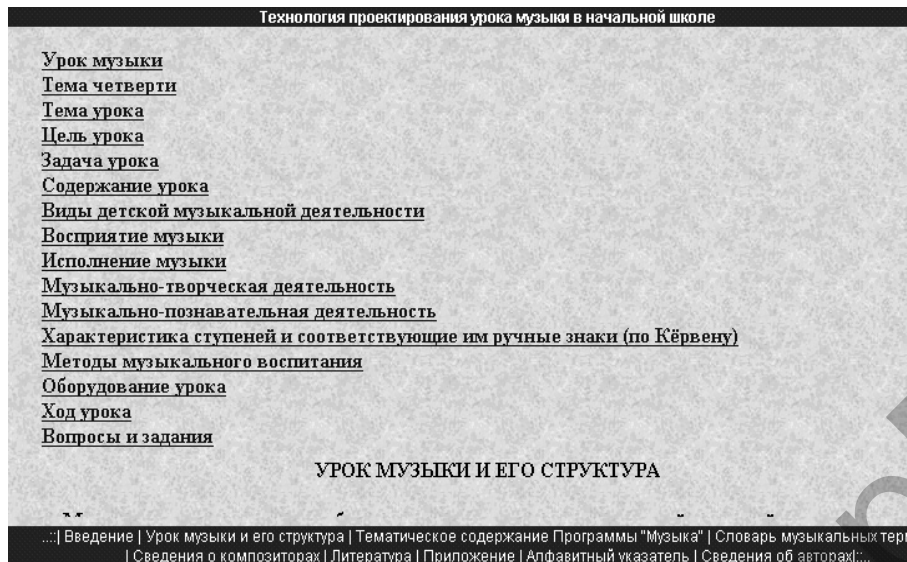 Технология проектирования урока музыки в начальной школе
Урок музыки
Тема четверти
Тема урока
Цель урока
Задача урока
Содержание урока
Виды детской музыкальной деятельности
Восприятие музыки
Исполнение музыки
Музыкально-творческая деятельность
Музыкально-познавательная деятельность
Характеристика ступеней и соответствующие им ручные знаки (по Кёрвену)
Методы музыкального воспитания
Оборудование урока
Ход урока
Вопросы и задания
УРОК МУЗЫКИ И ЕГО СТРУКТУРА
..::| Введение | Урок музыки и его структура | Тематическое содержание Программы "Музыка" | Словарь музыкальных тер
| Сведения о композиторах | Литература | Приложение | Алфавитный указатель | Сведения об авторах|::..